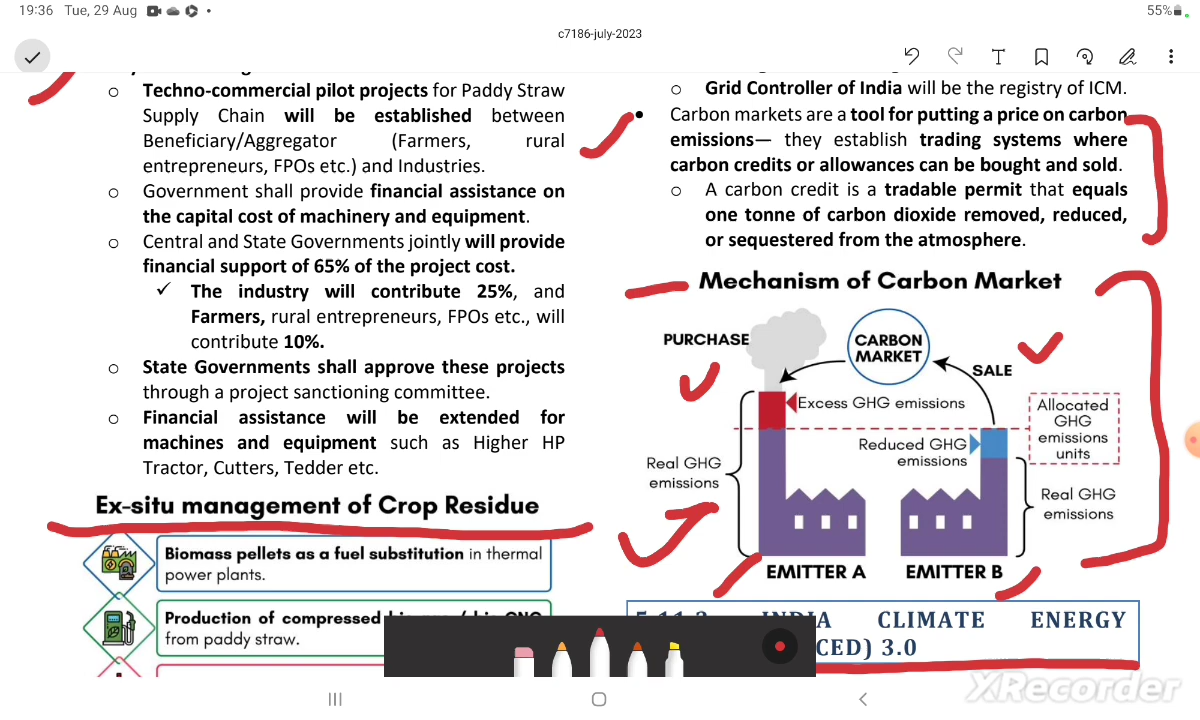 19:36 Tue, 29 Aug
55%
c7186-july-2023
Techno-commercial pilot projects for Paddy Straw
Supply Chain will be established between
Beneficiary/Aggregator (Farmers, rural
entrepreneurs, FPOs etc.) and Industries.
Government shall provide financial assistance on
the capital cost of machinery and equipment.
Central and State Governments jointly will provide
financial support of 65% of the project cost.
The industry will contribute 25%, and
Farmers, rural entrepreneurs, FPOs etc., will
contribute 10%.
State Governments shall approve these projects
through a project sanctioning committee.
Financial assistance will be extended for
machines and equipment such as Higher HP
Tractor, Cutters, Tedder etc.
Ex-situ management of Crop Residue
Biomass pellets as a fuel substitution in thermal
power plants.
Production of compressed
from paddy straw.
Grid Controller of India will be the registry of ICM.
Carbon markets are a tool for putting a price on carbon
emissions— they establish trading systems where
carbon credits or allowances can be bought and sold.
A carbon credit is a tradable permit that equals
one tonne of carbon dioxide removed, reduced,
or sequestered from the atmosphere.
Mechanism of Carbon Market
PURCHASE
CARBON
MARKET
SALE
Excess GHG emissions
Allocated
GHG
emissions
units
Reduced GHG
emissions
Real GHG
emissions
Real GHG
emissions
EMITTER A
EMITTER B
CLIMATE ENERGY
CED) 3.0
XRecorder